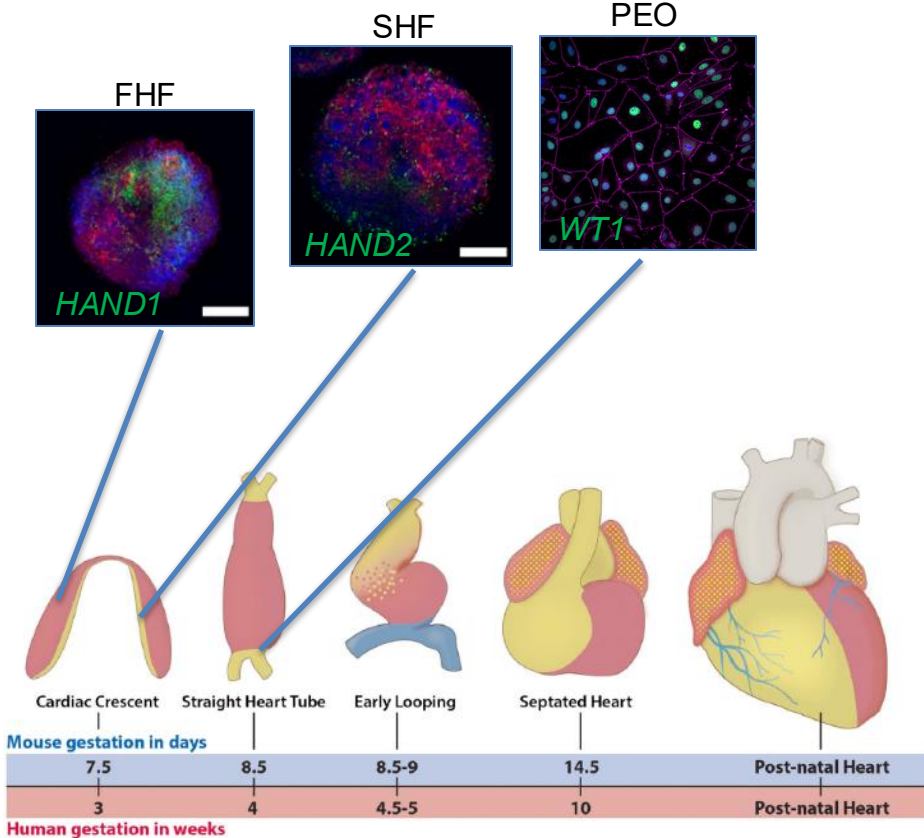 PEO
SHF
FHF
WT1
HAND2
HAND1
Cardiac Crescent
Straight Heart Tube
Early Looping
Septated Heart
Mouse gestation in days
7.5
8.5
8.5-9
14.5
Post-natal Heart
3
4
4.5-5
10
Post-natal Heart
Human gestation in weeks